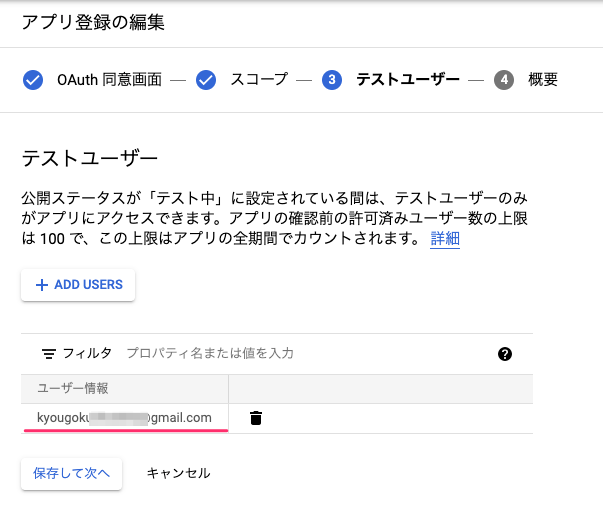 アプリ登録の編集
OAuth 同意画面 — スコープ — 3 テストユーザー — 4 概要
テストユーザー
公開ステータスが「テスト中」に設定されている間は、テストユーザーのみ
がアプリにアクセスできます。アプリの確認前の許可済みユーザー数の上限
は 100 で、この上限はアプリの全期間でカウントされます。 詳細
+ ADD USERS
フィルタ プロパティ名または値を入力 ?
ユーザー情報
@gmail.com
保存して次へ キャンセル